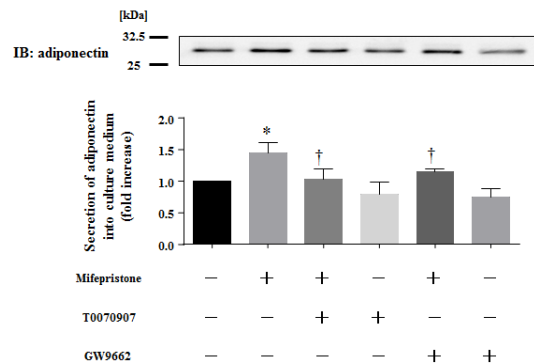 [kDa]
32.5
IB: adiponectin
25
Secretion of adiponectin
into culture medium
(fold increase)
2.0
1.5
1.0
0.5
0.0
*
†
†
Mifepristone － + + － + －
T0070907 － － + + － －
GW9662 － － － － + +